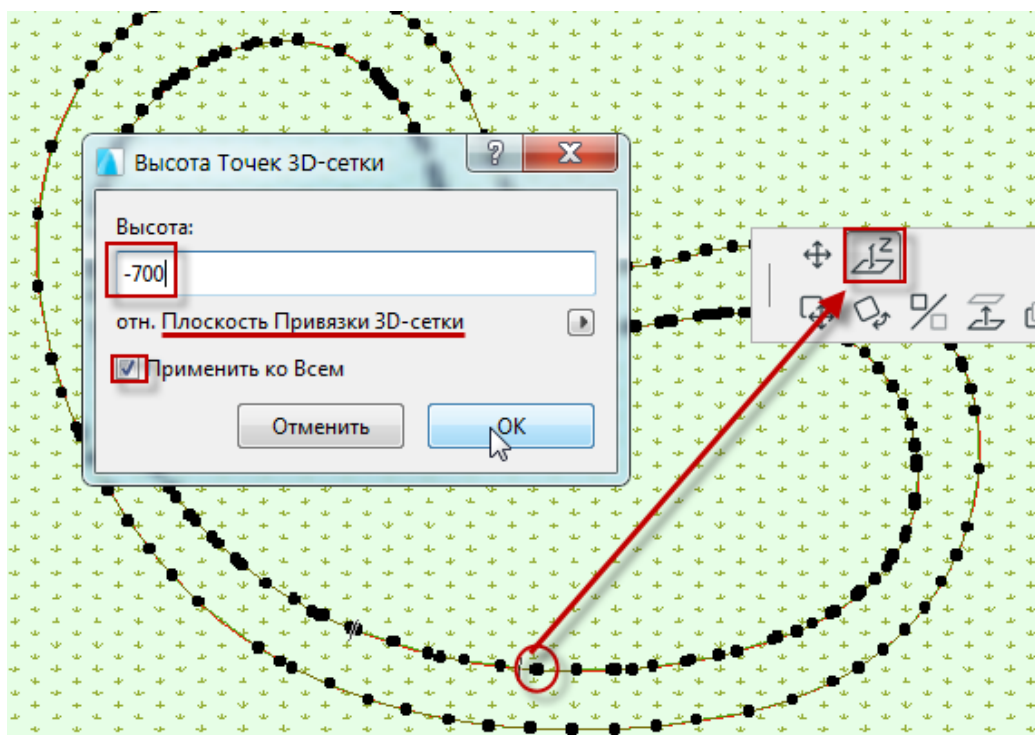 Высота Точек 3D-сетки
Высота:
-700
отн. Плоскость Привязки 3D-сетки
Применить ко Всем
Отменить
OK
Z